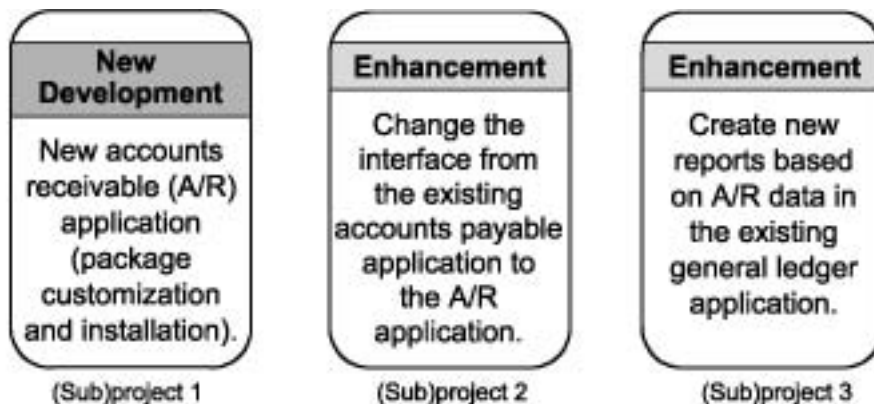 New
Development
New accounts
receivable (A/R)
application
(package
customization
and installation).
(Sub)project 1
Enhancement
Change the
interface from
the existing
accounts payable
application to
the A/R
application.
(Sub)project 2
Enhancement
Create new
reports based
on A/R data in
the existing
general ledger
application.
(Sub)project 3